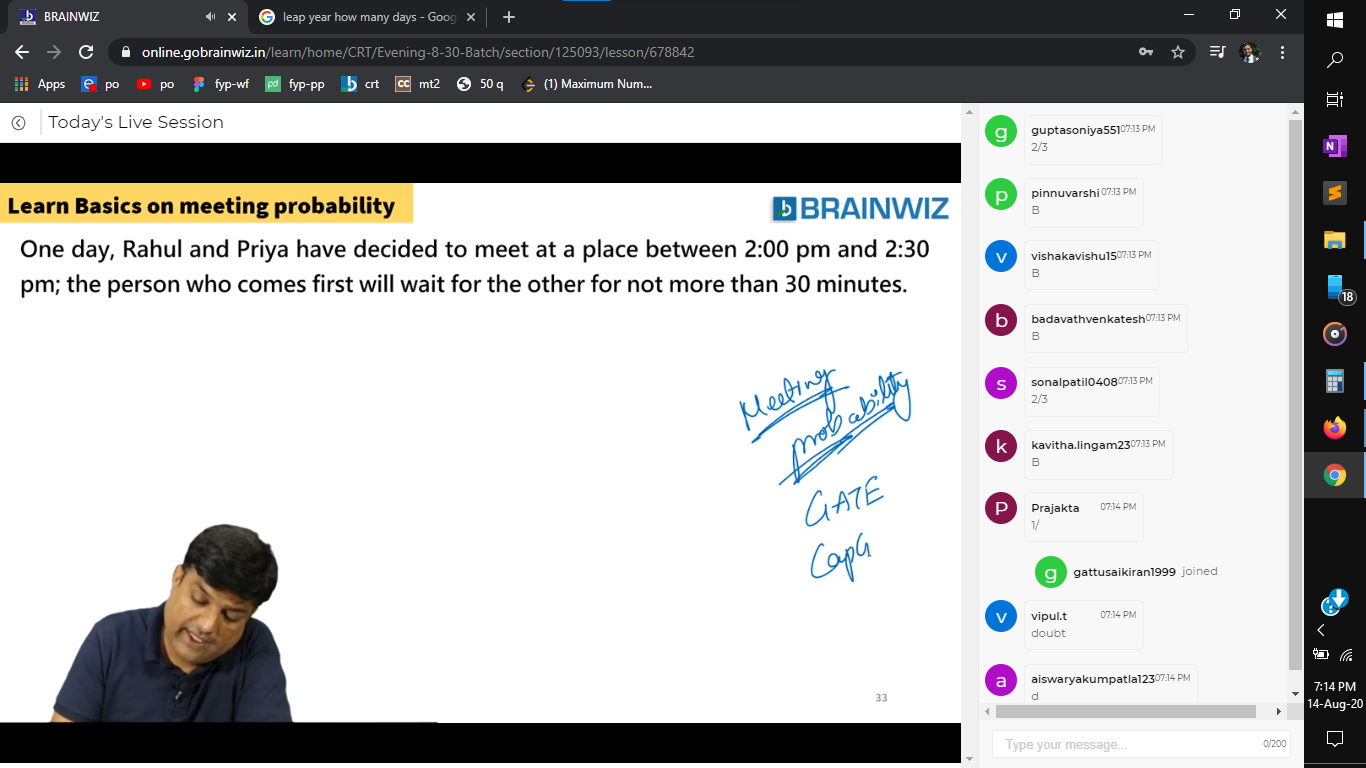 BRAINWIZ
leap year how many days - Goog
online.gobrainwiz.in/learn/home/CRT/Evening-8-30-Batch/section/125093/lesson/678842
Apps po po fyp-wf fyp-pp crt CC mt2 50 q (1) Maximum Num...
Today's Live Session
Learn Basics on meeting probability
BRAINWIZ
One day, Rahul and Priya have decided to meet at a place between 2:00 pm and 2:30
pm; the person who comes first will wait for the other for not more than 30 minutes.
Meeting
probability
GATE
CapG
33
g guptasoniya551 07:13 PM
2/3
p pinnuvarshi 07:13 PM
B
v vishakavishu15 07:13 PM
B
b badavathvenkatesh 07:13 PM
B
s sonalpatil0408 07:13 PM
2/3
k kavitha.lingam23 07:13 PM
B
P Prajakta 07:14 PM
1/
g gattusaikiran1999 joined
v vipul.t 07:14 PM
doubt
a aiswaryakumpatla123 07:14 PM
d
Type your message... 0/200
N
18
7:14 PM
14-Aug-20